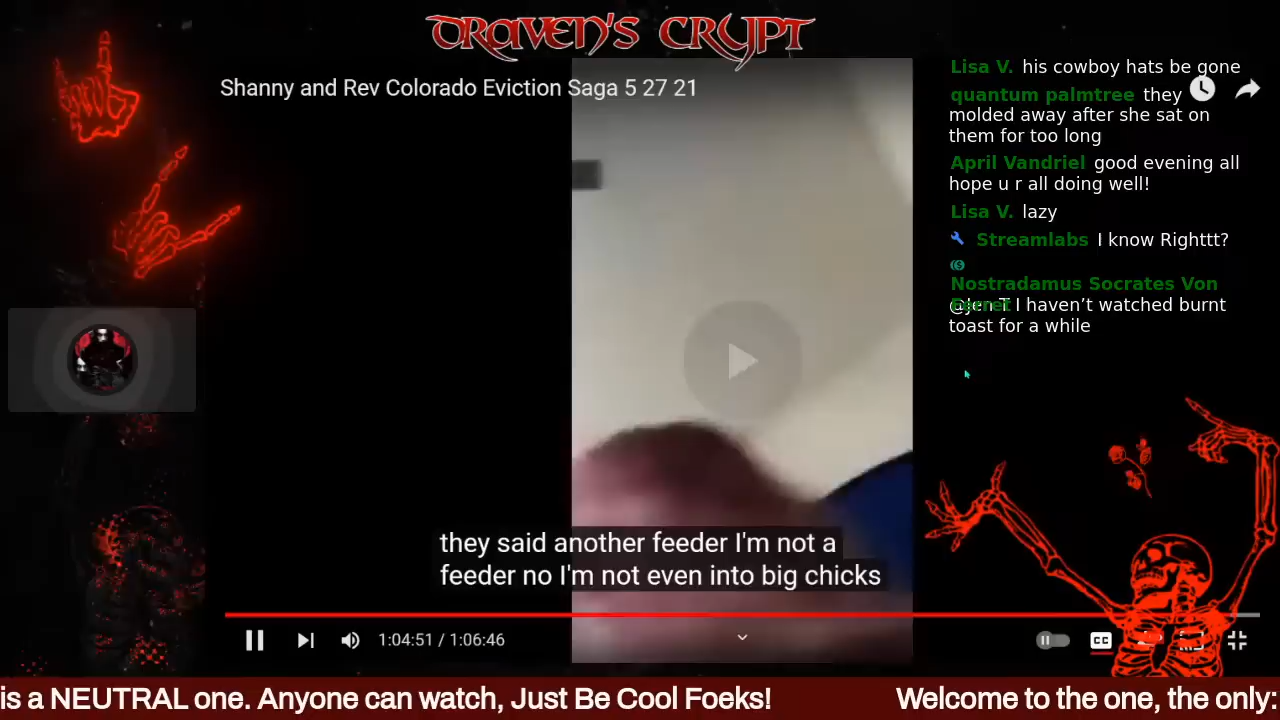 DRAVEN'S CRYPT
Shanny and Rev Colorado Eviction Saga 5 27 21
Lisa V. his cowboy hats be gone
quantum palmtree they
molded away after she sat on
them for too long
April Vandriel good evening all
hope u r all doing well!
Lisa V. lazy
Streamlabs I know Righttt?
Nostradamus Socrates Von
Ferret
@Jen T I haven't watched burnt
toast for a while
they said another feeder I'm not a
feeder no I'm not even into big chicks
1:04:51 / 1:06:46
CC
is a NEUTRAL one. Anyone can watch, Just Be Cool Foeks! Welcome to the one, the only: